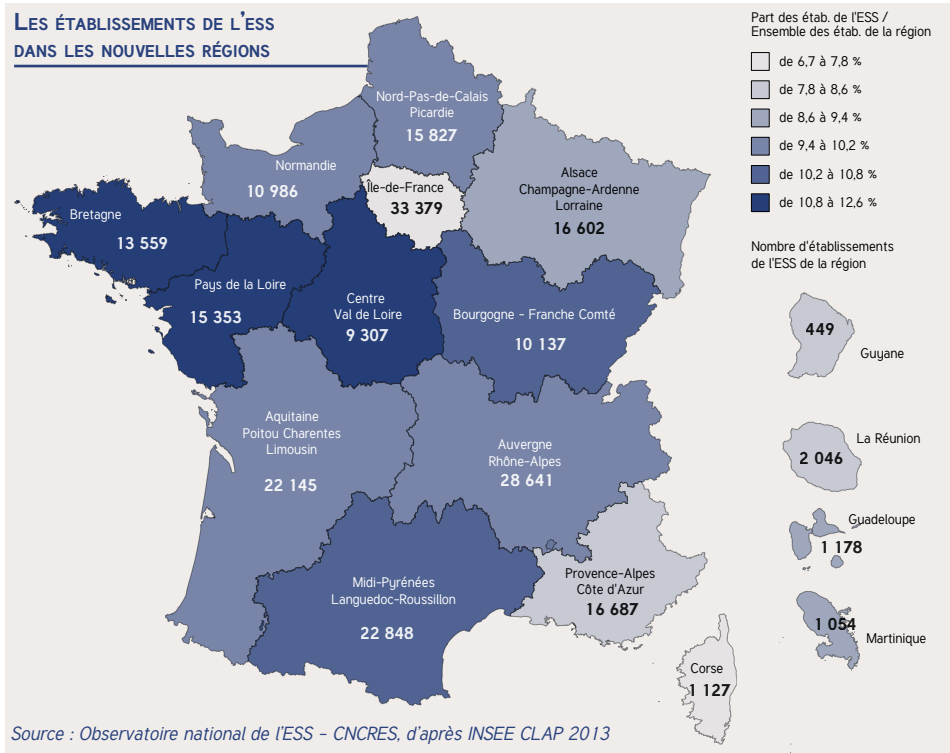 LES ÉTABLISSEMENTS DE L'ESS
DANS LES NOUVELLES RÉGIONS
Part des étab. de l'ESS /
Ensemble des étab. de la région
de 6,7 à 7,8 %
de 7,8 à 8,6 %
de 8,6 à 9,4 %
de 9,4 à 10,2 %
de 10,2 à 10,8 %
de 10,8 à 12,6 %
Nombre d'établissements
de l'ESS de la région
Nord-Pas-de-Calais
Picardie
15 827
Normandie
10 986
Île-de-France
33 379
Alsace
Champagne-Ardenne
Lorraine
16 602
Bretagne
13 559
Pays de la Loire
15 353
Centre
Val de Loire
9 307
Bourgogne - Franche Comté
10 137
Aquitaine
Poitou Charentes
Limousin
22 145
Auvergne
Rhône-Alpes
28 641
Midi-Pyrénées
Languedoc-Roussillon
22 848
Provence-Alpes
Côte d'Azur
16 687
Corse
1 127
449
Guyane
La Réunion
2 046
Guadeloupe
1 178
1 054
Martinique
Source : Observatoire national de l'ESS - CNCRES, d'après INSEE CLAP 2013